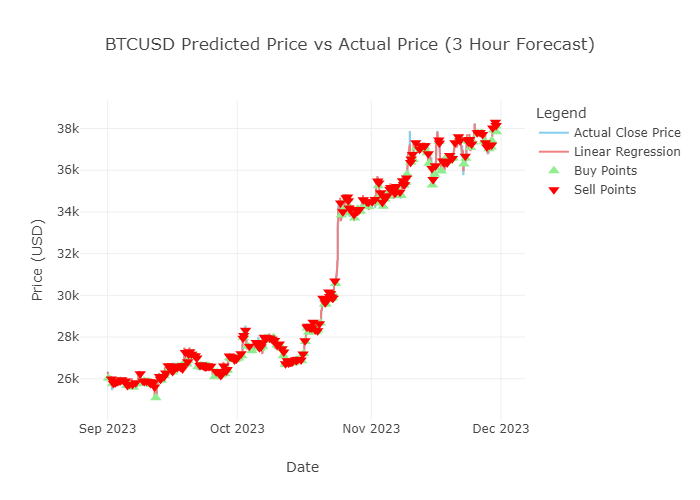 BTCUSD Predicted Price vs Actual Price (3 Hour Forecast)
Legend
Actual Close Price
Linear Regression
Buy Points
Sell Points
Price (USD)
38k
36k
34k
32k
30k
28k
26k
Sep 2023
Oct 2023
Nov 2023
Dec 2023
Date